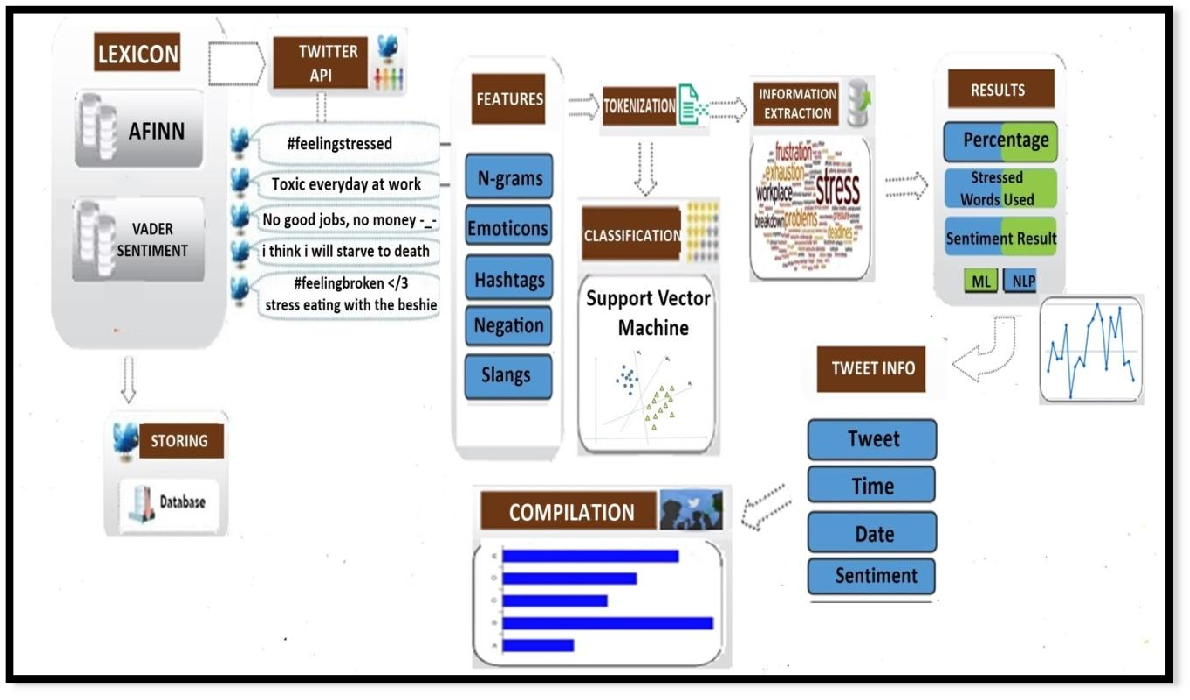 LEXICON
AFINN
VADER
SENTIMENT
TWITTER
API
#feelingstressed
Toxic everyday at work
No good jobs, no money -_-
i think i will starve to death
#feelingbroken </3
stress eating with the beshie
STORING
Database
FEATURES
N-grams
Emoticons
Hashtags
Negation
Slangs
TOKENIZATION
CLASSIFICATION
Support Vector
Machine
INFORMATION
EXTRACTION
frustration
exhaustion
workplace
stress
breakdown
problems
deadlines
RESULTS
Percentage
Stressed
Words Used
Sentiment Result
ML
NLP
TWEET INFO
Tweet
Time
Date
Sentiment
COMPILATION